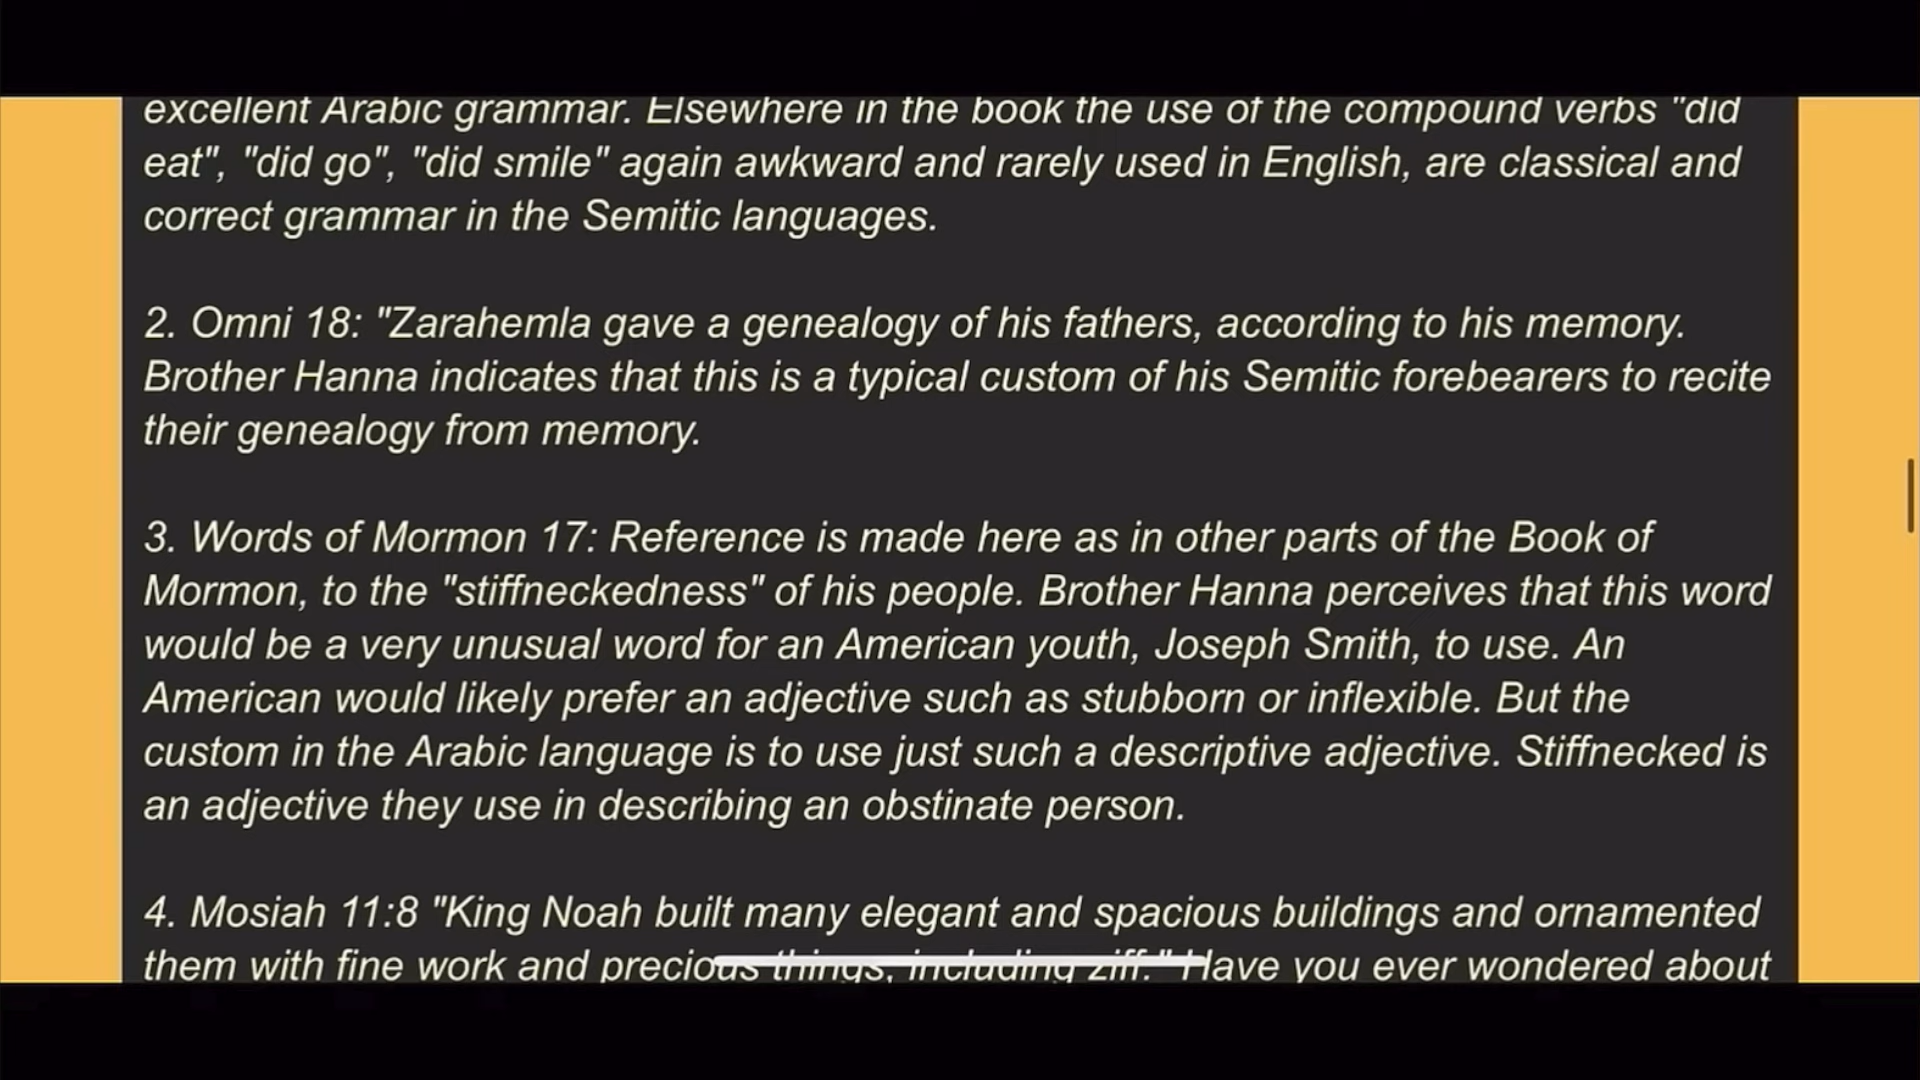 excellent Arabic grammar. Elsewhere in the book the use of the compound verbs "did
eat", "did go", "did smile" again awkward and rarely used in English, are classical and
correct grammar in the Semitic languages.
2. Omni 18: "Zarahemla gave a genealogy of his fathers, according to his memory.
Brother Hanna indicates that this is a typical custom of his Semitic forebearers to recite
their genealogy from memory.
3. Words of Mormon 17: Reference is made here as in other parts of the Book of
Mormon, to the "stiffneckedness" of his people. Brother Hanna perceives that this word
would be a very unusual word for an American youth, Joseph Smith, to use. An
American would likely prefer an adjective such as stubborn or inflexible. But the
custom in the Arabic language is to use just such a descriptive adjective. Stiffnecked is
an adjective they use in describing an obstinate person.
4. Mosiah 11:8 "King Noah built many elegant and spacious buildings and ornamented
them with fine work and precious things, including ziff." Have you ever wondered about